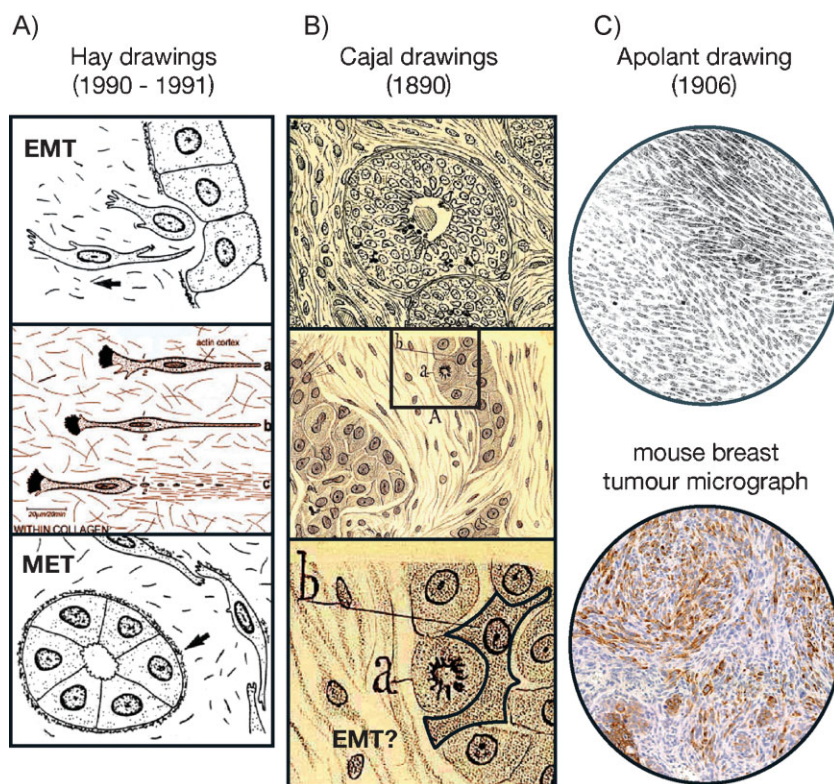 A)
Hay drawings
(1990 - 1991)
EMT
actin cortex
a
b
c
20µm/20min
WITHIN COLLAGEN
MET
B)
Cajal drawings
(1890)
b
a
A
b
a
EMT?
C)
Apolant drawing
(1906)
mouse breast
tumour micrograph